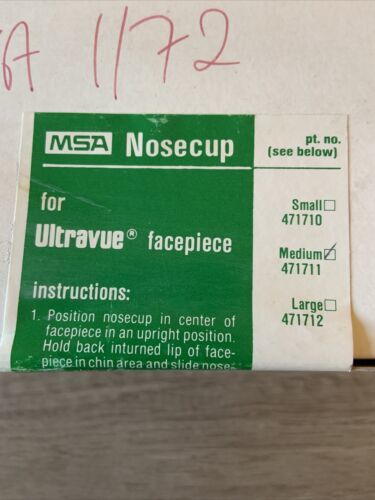 1172
MSA Nosecup
for
Ultravue® facepiece
instructions:
1. Position nosecup in center of
facepiece in an upright position.
Hold back inturned lip of face-
piece in chin area and slide nose-
pt. no.
(see below)
Small
471710
Medium
471711
Large
471712